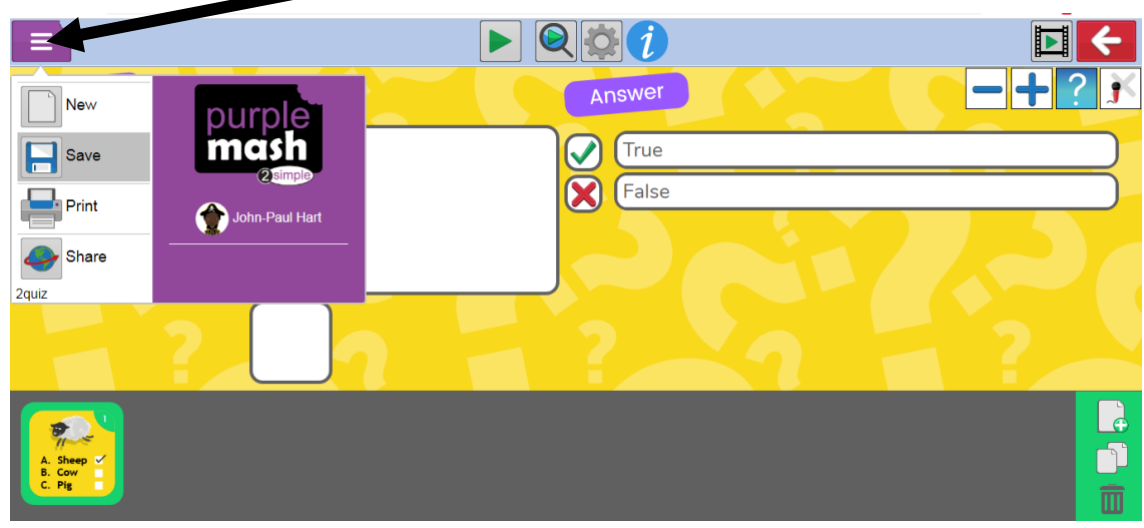 Answer
New
Save
Print
Share
2quiz
purple
mash
2simple
John-Paul Hart
True
False
1
A. Sheep
B. Cow
C. Pig